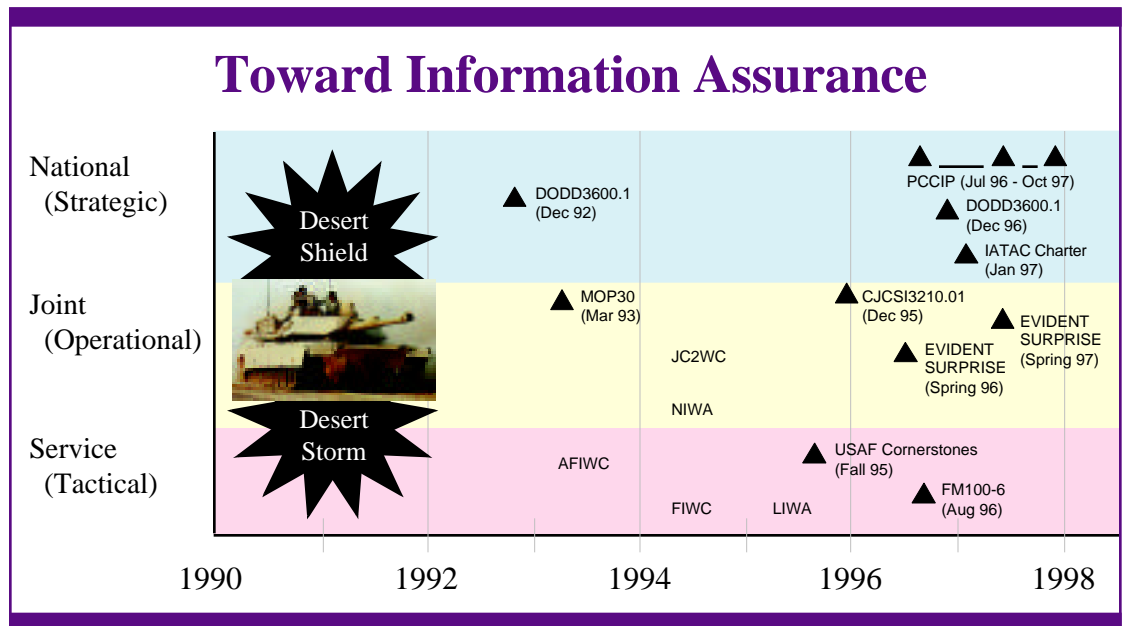 Toward Information Assurance
National
(Strategic)
Desert
Shield
DODD3600.1
(Dec 92)
PCCIP (Jul 96 - Oct 97)
DODD3600.1
(Dec 96)
IATAC Charter
(Jan 97)
Joint
(Operational)
MOP30
(Mar 93)
CJCSI3210.01
(Dec 95)
EVIDENT
SURPRISE
(Spring 97)
JC2WC
EVIDENT
SURPRISE
(Spring 96)
NIWA
Service
(Tactical)
Desert
Storm
AFIWC
USAF Cornerstones
(Fall 95)
FM100-6
(Aug 96)
FIWC
LIWA
1990
1992
1994
1996
1998